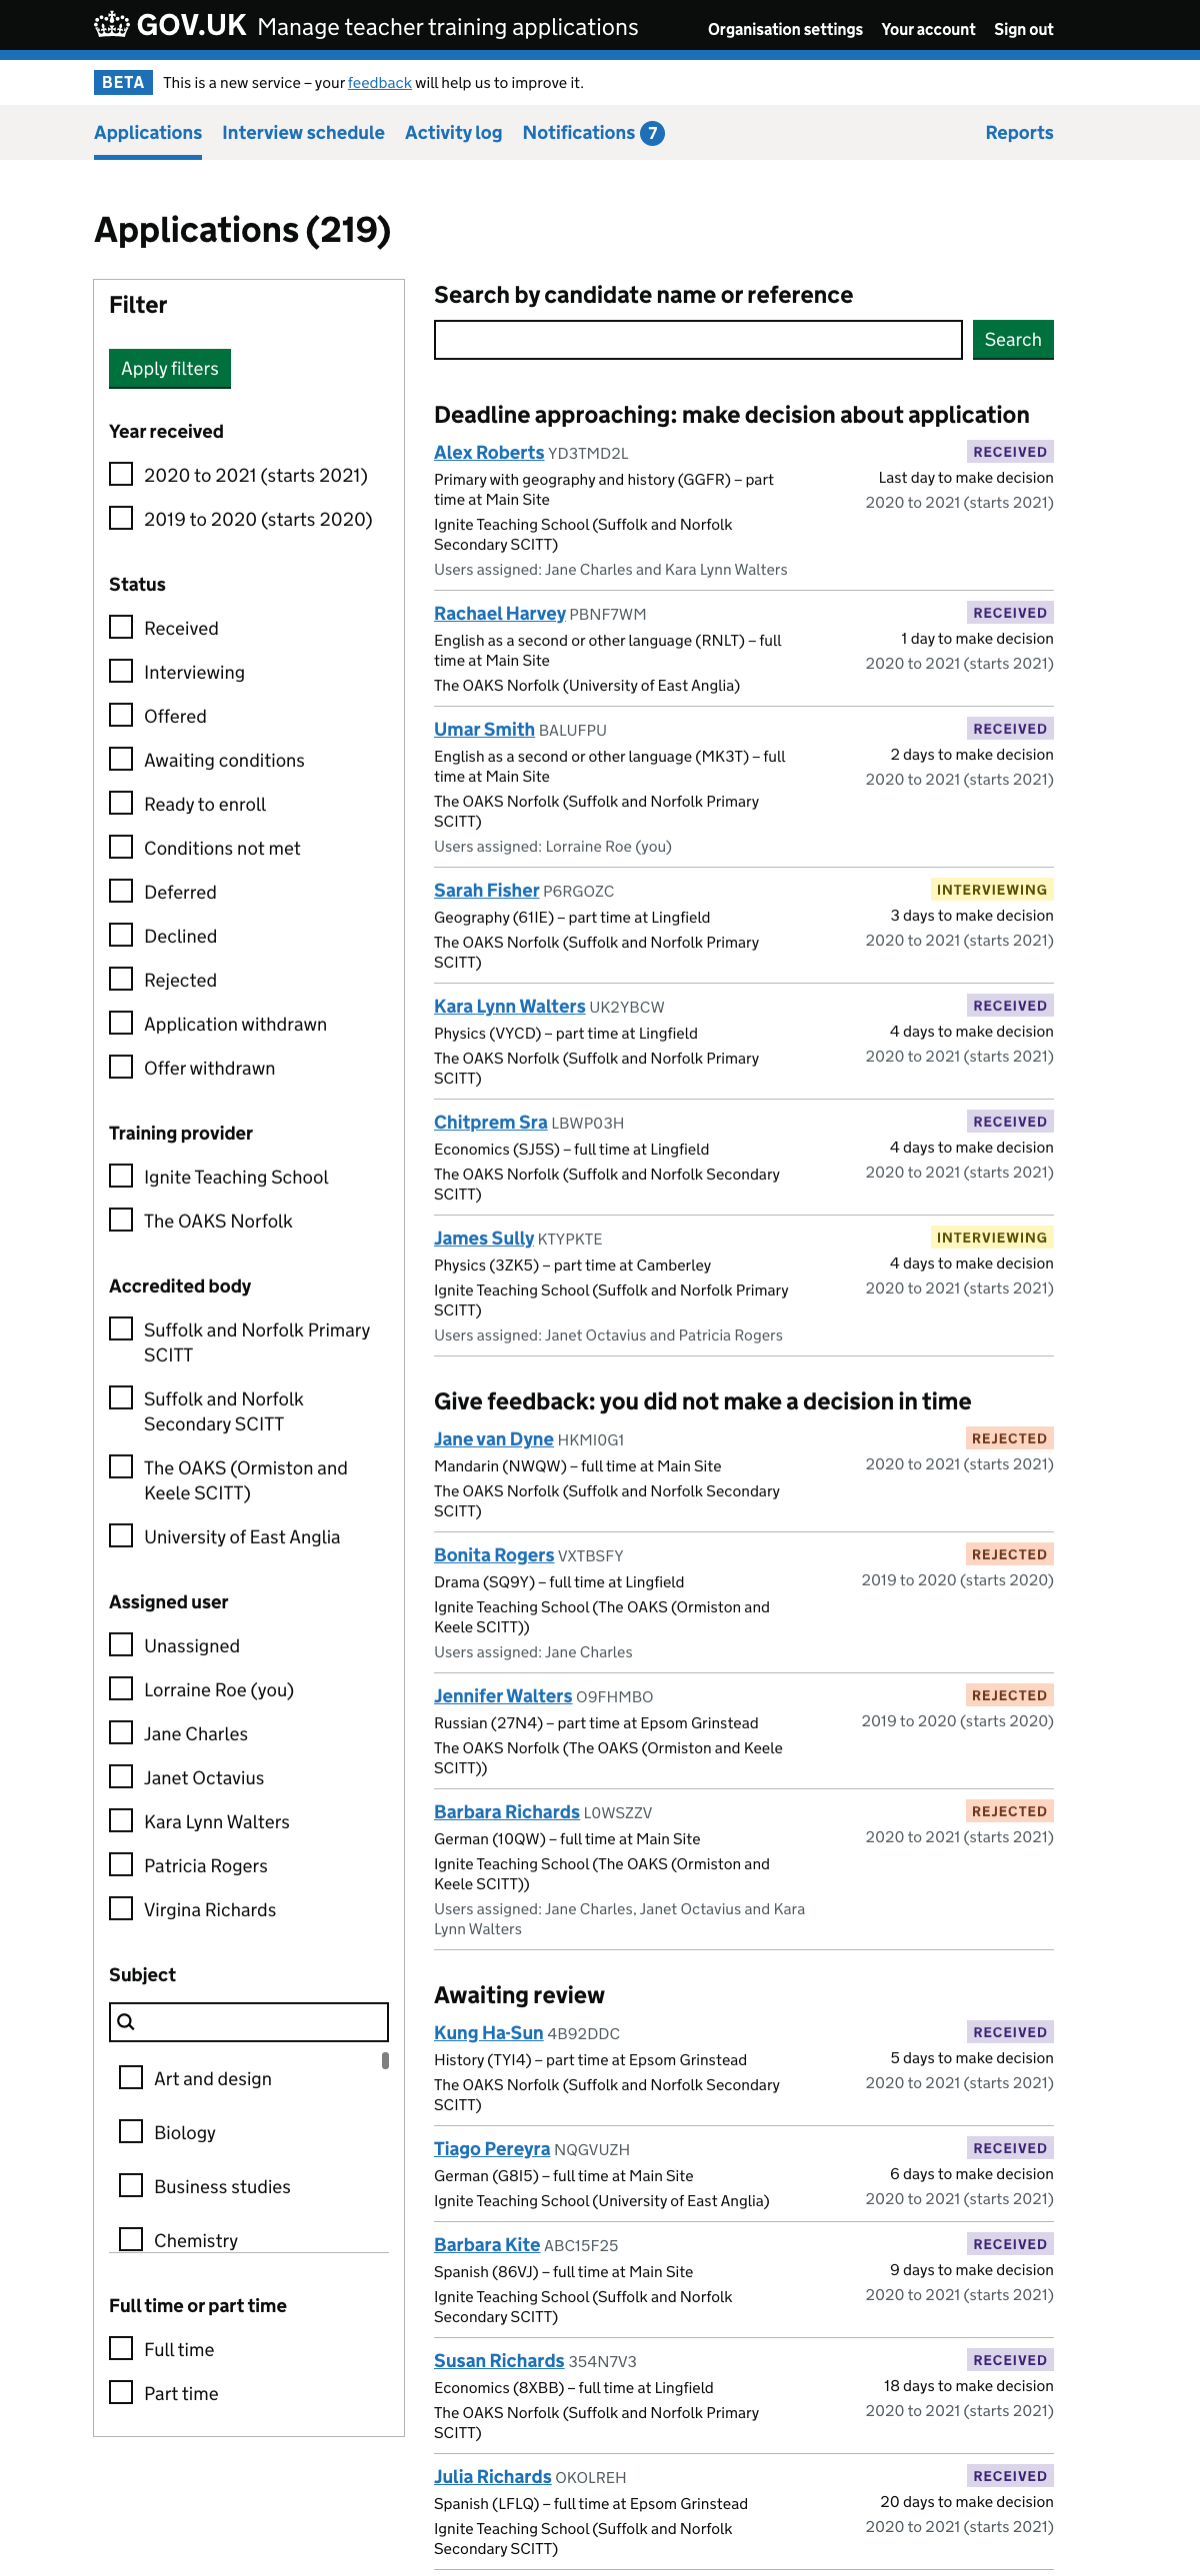 GOV.UK Manage teacher training applications
Organisation settings Your account Sign out
BETA This is a new service – your feedback will help us to improve it.
Applications Interview schedule Activity log Notifications 7 Reports
Applications (219)
Filter
Apply filters
Year received
2020 to 2021 (starts 2021)
2019 to 2020 (starts 2020)
Status
Received
Interviewing
Offered
Awaiting conditions
Ready to enroll
Conditions not met
Deferred
Declined
Rejected
Application withdrawn
Offer withdrawn
Training provider
Ignite Teaching School
The OAKS Norfolk
Accredited body
Suffolk and Norfolk Primary
SCITT
Suffolk and Norfolk
Secondary SCITT
The OAKS (Ormiston and
Keele SCITT)
University of East Anglia
Assigned user
Unassigned
Lorraine Roe (you)
Jane Charles
Janet Octavius
Kara Lynn Walters
Patricia Rogers
Virgina Richards
Subject
Art and design
Biology
Business studies
Chemistry
Full time or part time
Full time
Part time
Search by candidate name or reference
Search
Deadline approaching: make decision about application
Alex Roberts YD3TMD2L
RECEIVED
Primary with geography and history (GGFR) – part
time at Main Site
Last day to make decision
Ignite Teaching School (Suffolk and Norfolk
Secondary SCITT)
2020 to 2021 (starts 2021)
Users assigned: Jane Charles and Kara Lynn Walters
Rachael Harvey PBNF7WM
RECEIVED
English as a second or other language (RNLT) – full
time at Main Site
1 day to make decision
The OAKS Norfolk (University of East Anglia)
2020 to 2021 (starts 2021)
Umar Smith BALUFPU
RECEIVED
English as a second or other language (MK3T) – full
time at Main Site
2 days to make decision
The OAKS Norfolk (Suffolk and Norfolk Primary
SCITT)
2020 to 2021 (starts 2021)
Users assigned: Lorraine Roe (you)
Sarah Fisher P6RGOZC
INTERVIEWING
Geography (61IE) – part time at Lingfield
3 days to make decision
The OAKS Norfolk (Suffolk and Norfolk Primary
SCITT)
2020 to 2021 (starts 2021)
Kara Lynn Walters UK2YBCW
RECEIVED
Physics (VYCD) – part time at Lingfield
4 days to make decision
The OAKS Norfolk (Suffolk and Norfolk Primary
SCITT)
2020 to 2021 (starts 2021)
Chitprem Sra LBWP03H
RECEIVED
Economics (SJ5S) – full time at Lingfield
4 days to make decision
The OAKS Norfolk (Suffolk and Norfolk Secondary
SCITT)
2020 to 2021 (starts 2021)
James Sully KTYPKTE
INTERVIEWING
Physics (3ZK5) – part time at Camberley
4 days to make decision
Ignite Teaching School (Suffolk and Norfolk Primary
SCITT)
2020 to 2021 (starts 2021)
Users assigned: Janet Octavius and Patricia Rogers
Give feedback: you did not make a decision in time
Jane van Dyne HKMI0G1
REJECTED
Mandarin (NWQW) – full time at Main Site
2020 to 2021 (starts 2021)
The OAKS Norfolk (Suffolk and Norfolk Secondary
SCITT)
Bonita Rogers VXTBSFY
REJECTED
Drama (SQ9Y) – full time at Lingfield
2019 to 2020 (starts 2020)
Ignite Teaching School (The OAKS (Ormiston and
Keele SCITT))
Users assigned: Jane Charles
Jennifer Walters O9FHMBO
REJECTED
Russian (27N4) – part time at Epsom Grinstead
2019 to 2020 (starts 2020)
The OAKS Norfolk (The OAKS (Ormiston and Keele
SCITT))
Barbara Richards L0WSZZV
REJECTED
German (10QW) – full time at Main Site
2020 to 2021 (starts 2021)
Ignite Teaching School (The OAKS (Ormiston and
Keele SCITT))
Users assigned: Jane Charles, Janet Octavius and Kara
Lynn Walters
Awaiting review
Kung Ha-Sun 4B92DDC
RECEIVED
History (TYI4) – part time at Epsom Grinstead
5 days to make decision
The OAKS Norfolk (Suffolk and Norfolk Secondary
SCITT)
2020 to 2021 (starts 2021)
Tiago Pereyra NQGVUZH
RECEIVED
German (G8I5) – full time at Main Site
6 days to make decision
Ignite Teaching School (University of East Anglia)
2020 to 2021 (starts 2021)
Barbara Kite ABC15F25
RECEIVED
Spanish (86VJ) – full time at Main Site
9 days to make decision
Ignite Teaching School (Suffolk and Norfolk
Secondary SCITT)
2020 to 2021 (starts 2021)
Susan Richards 354N7V3
RECEIVED
Economics (8XBB) – full time at Lingfield
18 days to make decision
The OAKS Norfolk (Suffolk and Norfolk Primary
SCITT)
2020 to 2021 (starts 2021)
Julia Richards OKOLREH
RECEIVED
Spanish (LFLQ) – full time at Epsom Grinstead
20 days to make decision
Ignite Teaching School (Suffolk and Norfolk
Secondary SCITT)
2020 to 2021 (starts 2021)